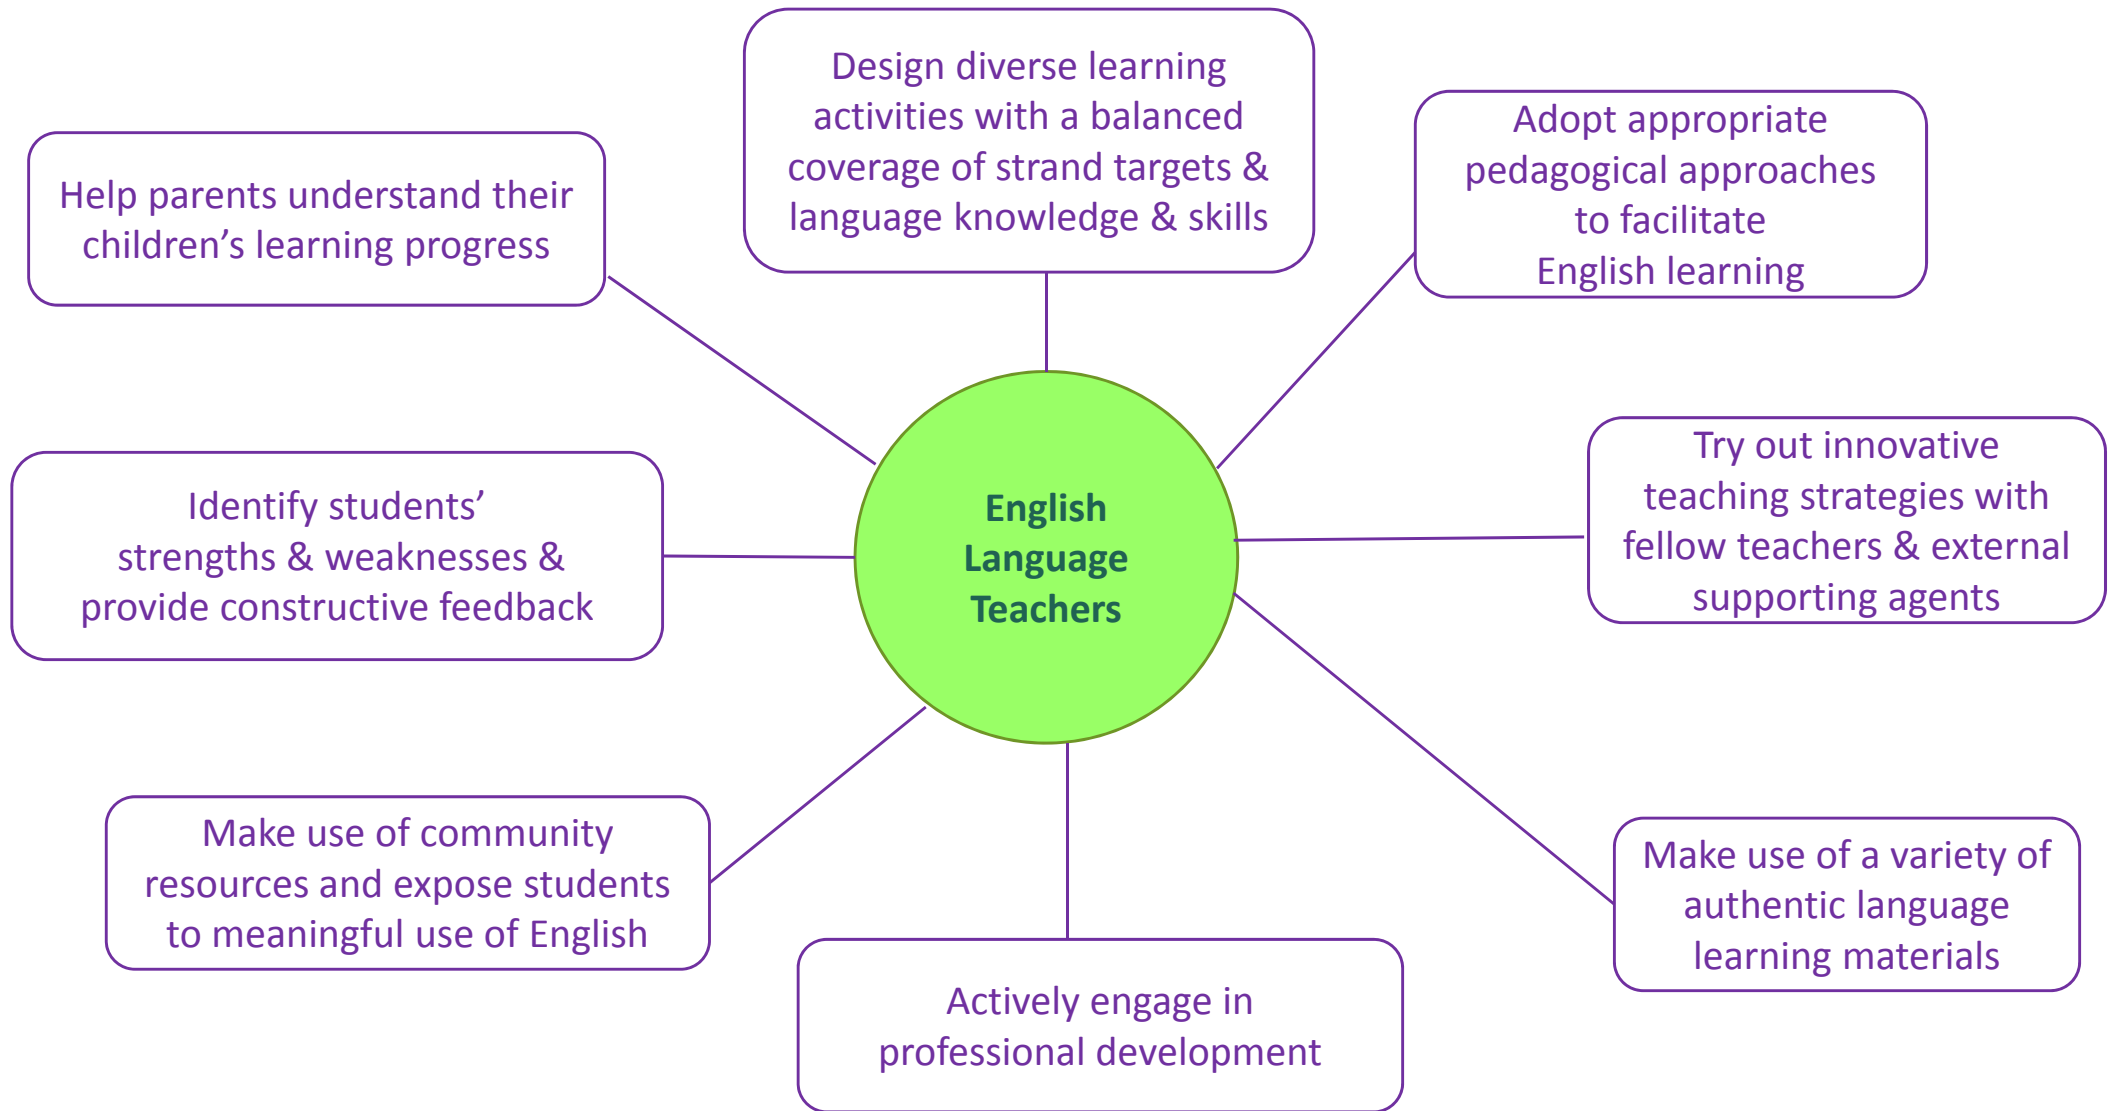 Design diverse learning
activities with a balanced
coverage of strand targets &
language knowledge & skills
Adopt appropriate
pedagogical approaches
to facilitate
English learning
Help parents understand their
children’s learning progress
Try out innovative
teaching strategies with
fellow teachers & external
supporting agents
Identify students’
strengths & weaknesses &
provide constructive feedback
English
Language
Teachers
Make use of community
resources and expose students
to meaningful use of English
Make use of a variety of
authentic language
learning materials
Actively engage in
professional development